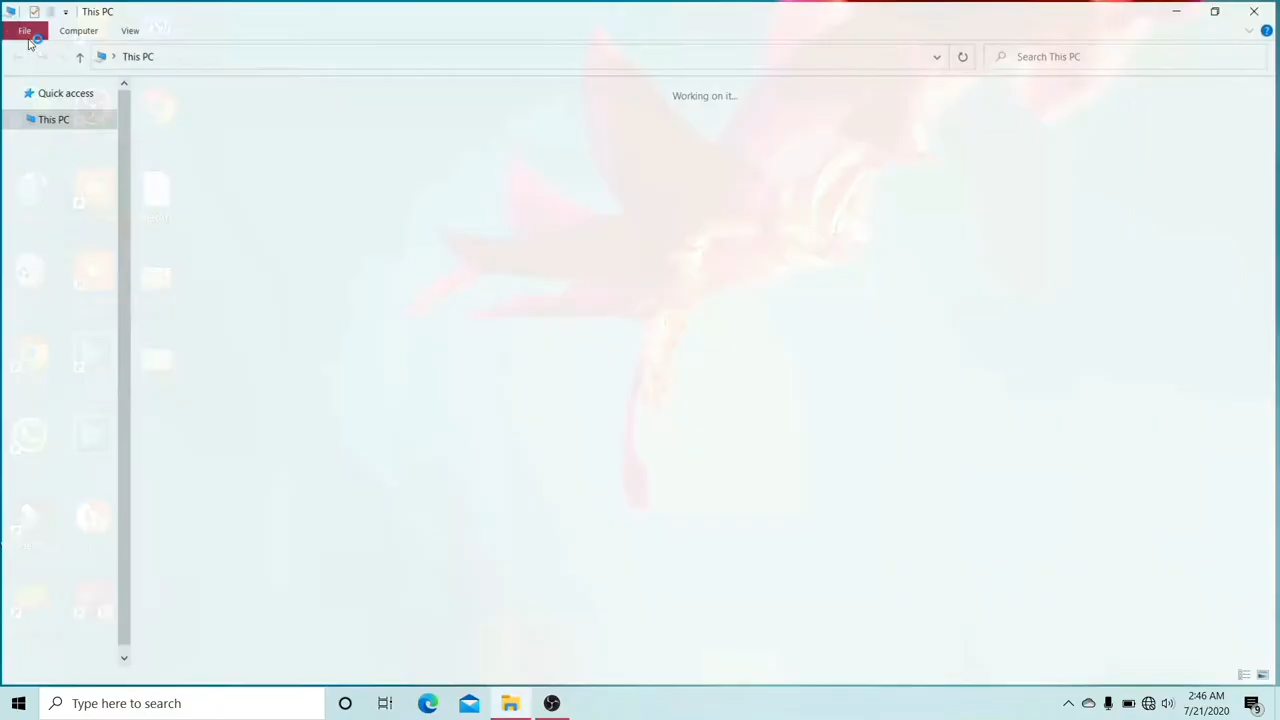 This PC
File Computer View
This PC
Search This PC
Quick access
Working on it...
This PC
Type here to search
2:46 AM
7/21/2020
9